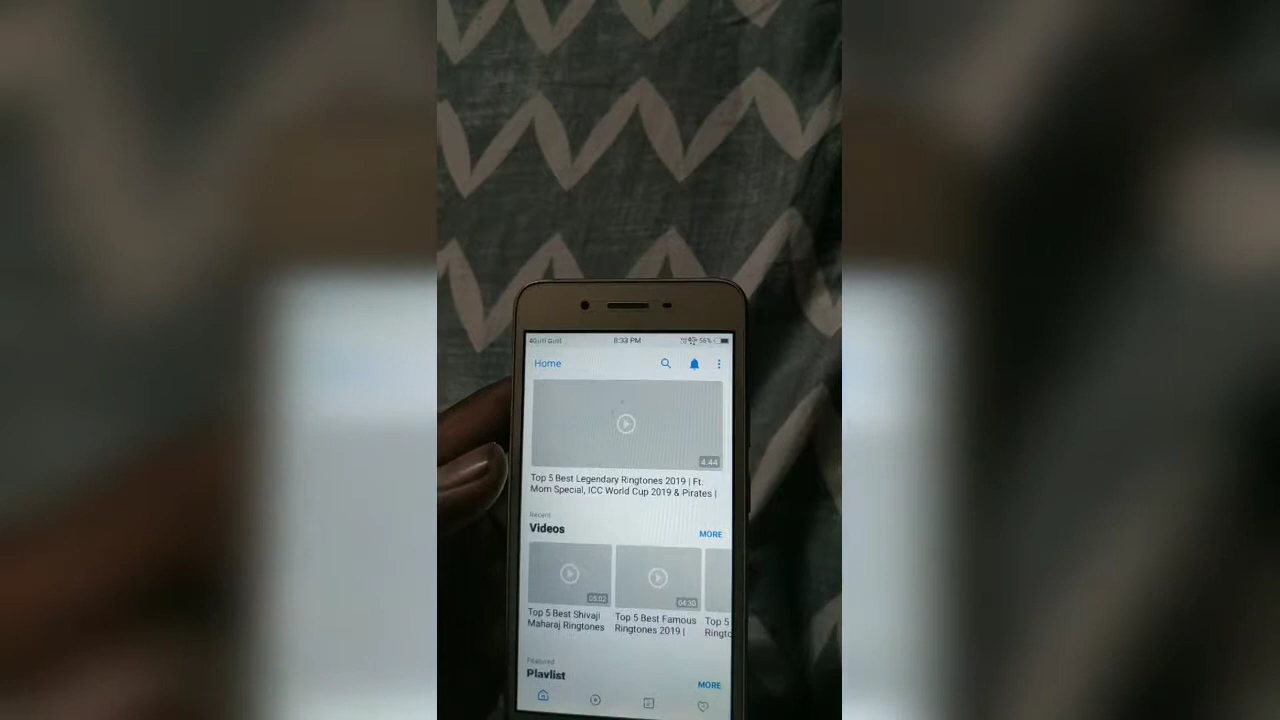 8:33 PM
56%
Home
4:44
Top 5 Best Legendary Ringtones 2019 | Ft.
Mom Special, ICC World Cup 2019 & Pirates |
Recent
Videos
MORE
Top 5 Best Shivaji
Maharaj Ringtones
04:30
Top 5 Best Famous
Ringtones 2019 |
Top 5
Featured
Playlist
MORE